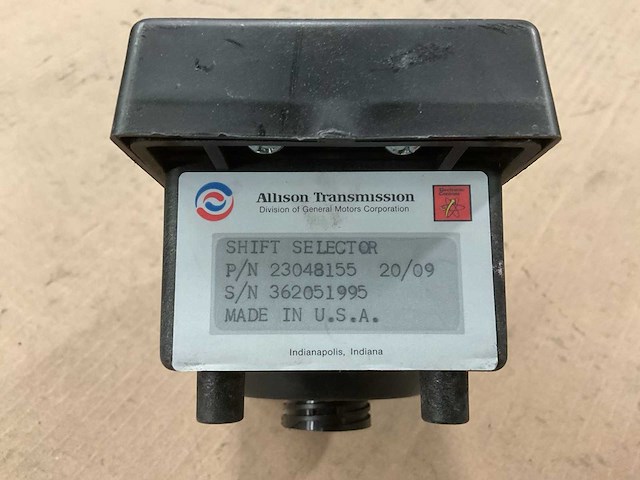 Allison Transmission
Division of General Motors Corporation
SHIFT SELECTOR
P/N 23048155 20/09
S/N 362051995
MADE IN U.S.A.
Indianapolis, Indiana